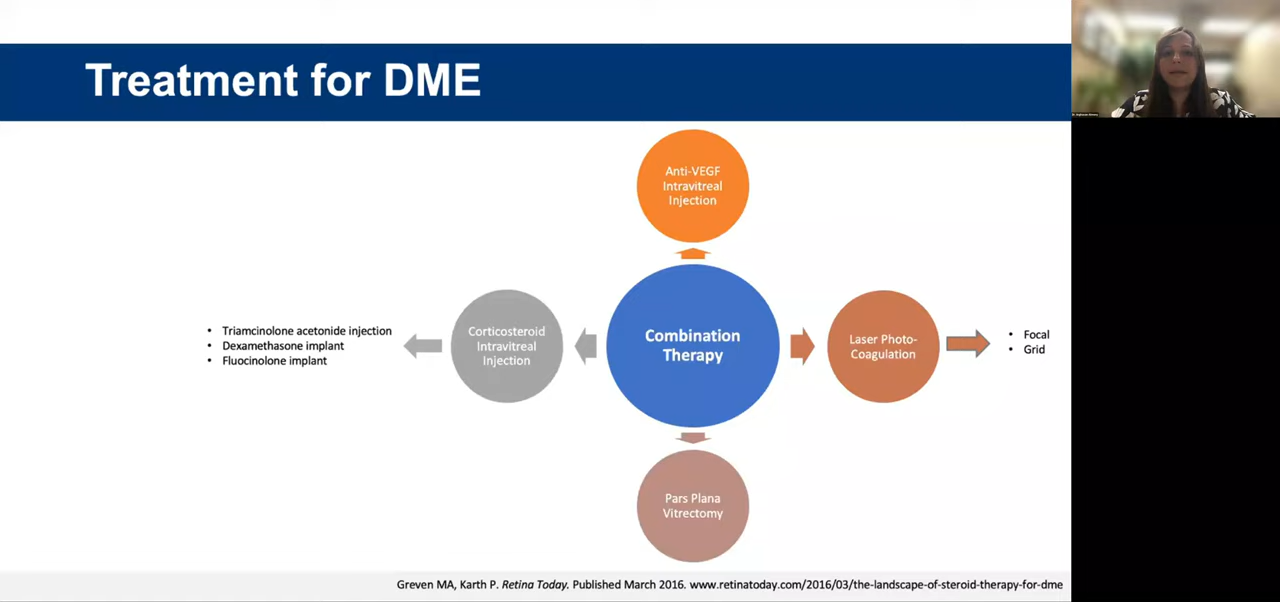 Treatment for DME
Anti-VEGF
Intravitreal
Injection
• Triamcinolone acetonide injection
• Dexamethasone implant
• Fluocinolone implant
Corticosteroid
Intravitreal
Injection
Combination
Therapy
Laser Photo-
Coagulation
• Focal
• Grid
Pars Plana
Vitrectomy
Greven MA, Karth P. Retina Today. Published March 2016. www.retinatoday.com/2016/03/the-landscape-of-steroid-therapy-for-dme